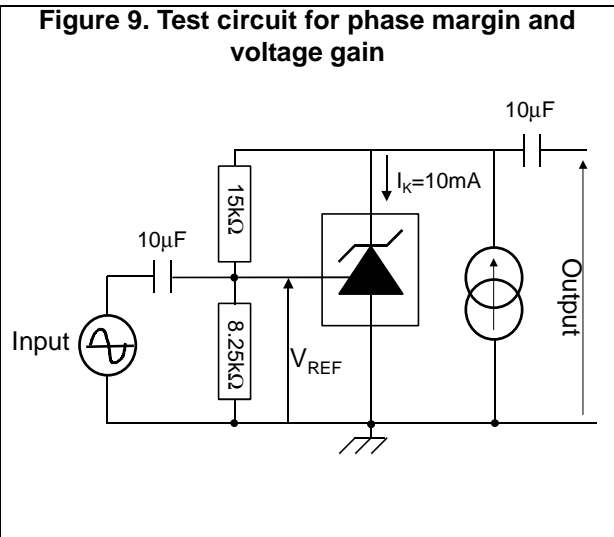 Figure 9. Test circuit for phase margin and
voltage gain
10μF
I_K=10mA
15kΩ
10μF
Output
Input
8.25kΩ
V_REF